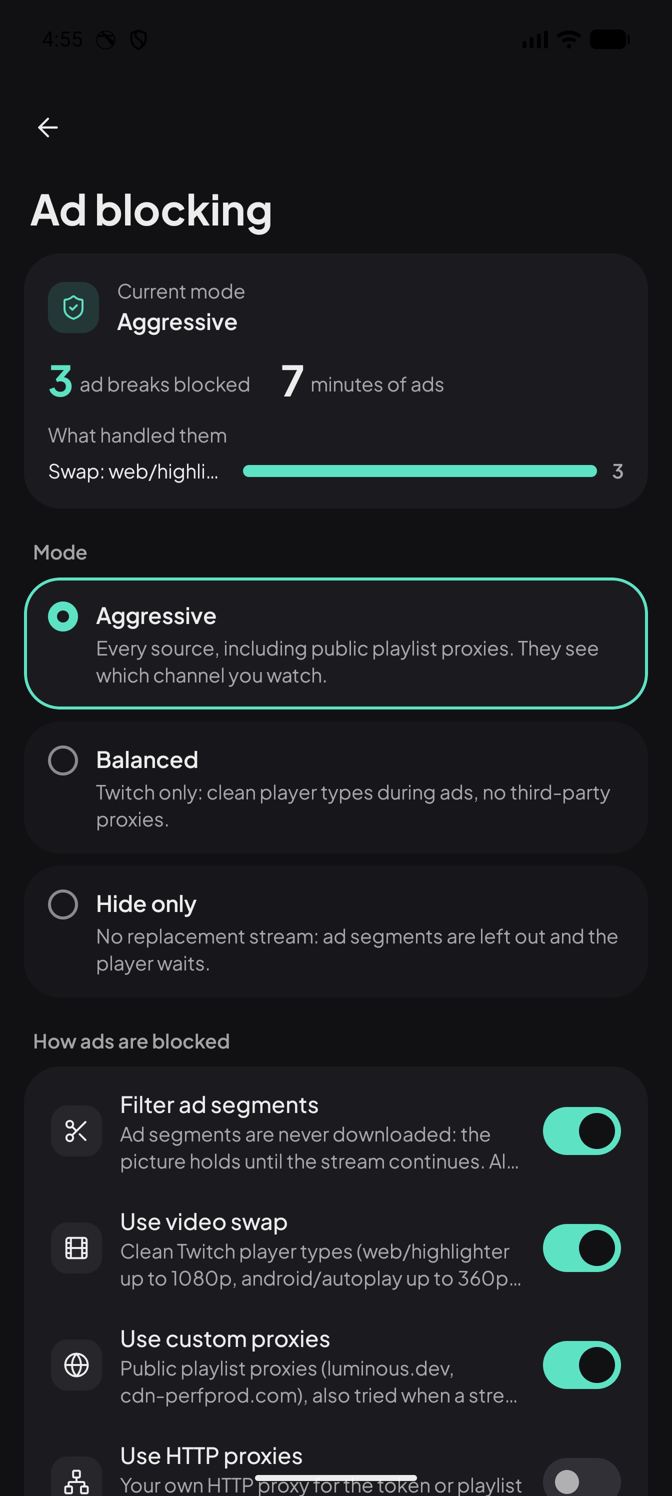 4:55
Ad blocking
Current mode
Aggressive
3 ad breaks blocked 7 minutes of ads
What handled them
Swap: web/highli... 3
Mode
Aggressive
Every source, including public playlist proxies. They see
which channel you watch.
Balanced
Twitch only: clean player types during ads, no third-party
proxies.
Hide only
No replacement stream: ad segments are left out and the
player waits.
How ads are blocked
Filter ad segments
Ad segments are never downloaded: the
picture holds until the stream continues. Al...
Use video swap
Clean Twitch player types (web/highlighter
up to 1080p, android/autoplay up to 360p...
Use custom proxies
Public playlist proxies (luminous.dev,
cdn-perfprod.com), also tried when a stre...
Use HTTP proxies
Your own HTTP proxy for the token or playlist